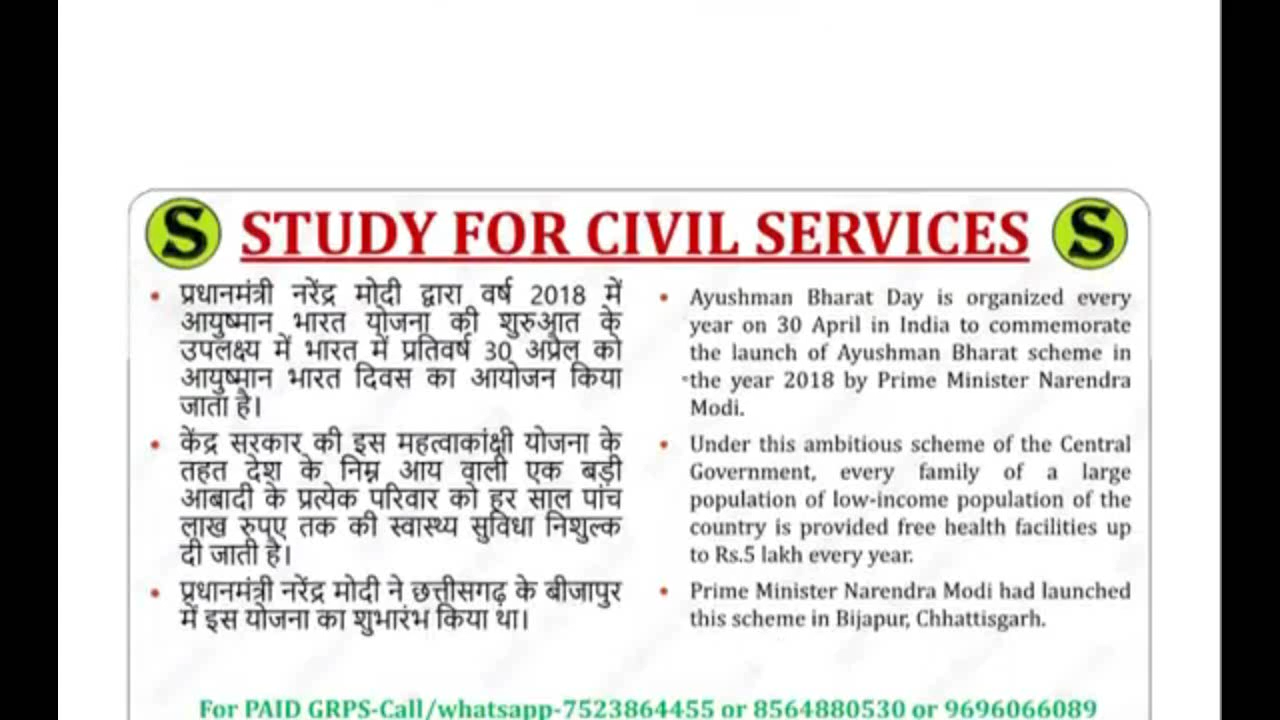 S STUDY FOR CIVIL SERVICES S
प्रधानमंत्री नरेंद्र मोदी द्वारा वर्ष 2018 में
आयुष्मान भारत योजना की शुरुआत के
उपलक्ष्य में भारत में प्रतिवर्ष 30 अप्रैल को
आयुष्मान भारत दिवस का आयोजन किया
जाता है।
केंद्र सरकार की इस महत्वाकांक्षी योजना के
तहत देश के निम्न आय वाली एक बड़ी
आबादी के प्रत्येक परिवार को हर साल पांच
लाख रुपए तक की स्वास्थ्य सुविधा निशुल्क
दी जाती है।
प्रधानमंत्री नरेंद्र मोदी ने छत्तीसगढ़ के बीजापुर
में इस योजना का शुभारंभ किया था।
Ayushman Bharat Day is organized every
year on 30 April in India to commemorate
the launch of Ayushman Bharat scheme in
the year 2018 by Prime Minister Narendra
Modi.
Under this ambitious scheme of the Central
Government, every family of a large
population of low-income population of the
country is provided free health facilities up
to Rs.5 lakh every year.
Prime Minister Narendra Modi had launched
this scheme in Bijapur, Chhattisgarh.
For PAID GRPS-Call/whatsapp-7523864455 or 8564880530 or 9696066089